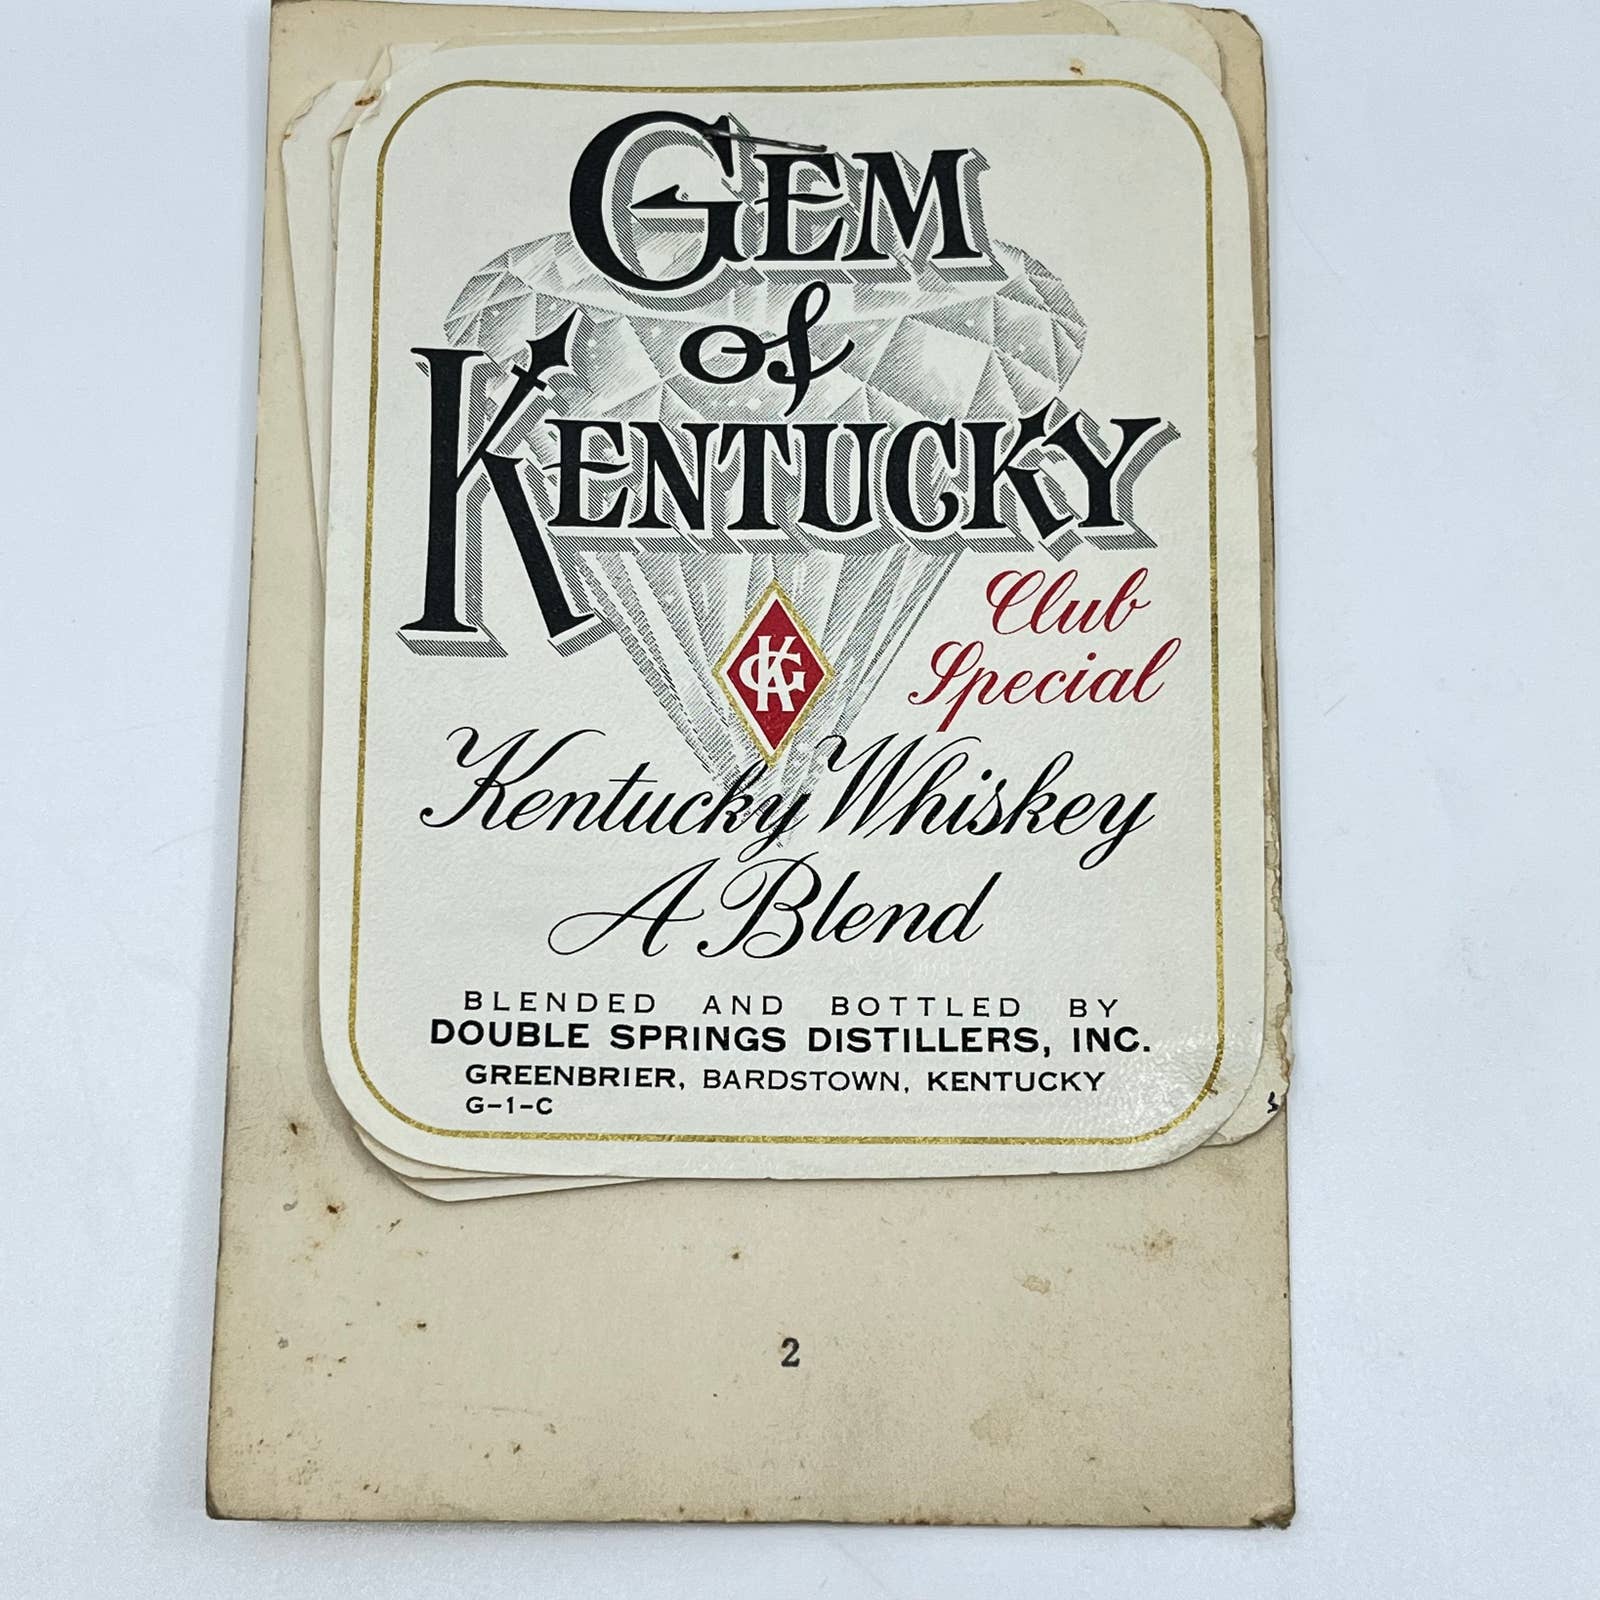 GEM
of
KENTUCKY
Club
Special
Kentucky Whiskey
A Blend
BLENDED AND BOTTLED BY
DOUBLE SPRINGS DISTILLERS, INC.
GREENBRIER, BARDSTOWN, KENTUCKY
G-1-C
2